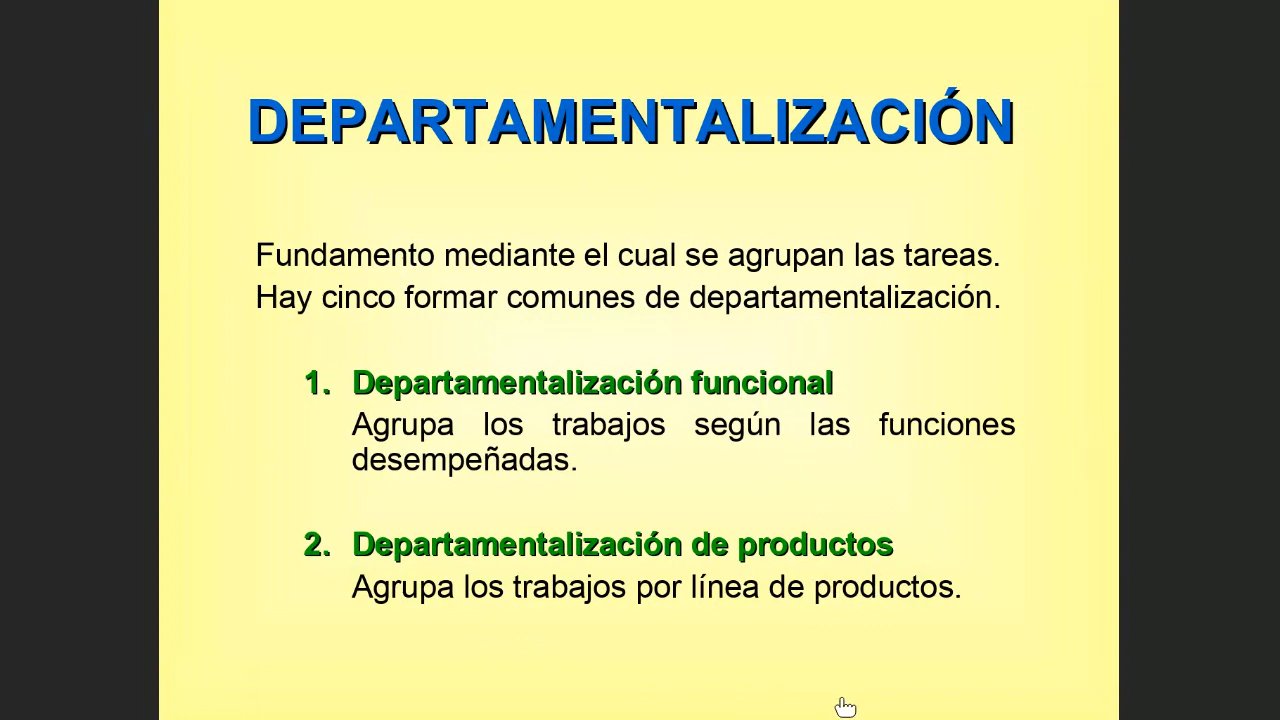 DEPARTAMENTALIZACIÓN
Fundamento mediante el cual se agrupan las tareas.
Hay cinco formar comunes de departamentalización.
1. Departamentalización funcional
Agrupa los trabajos según las funciones
desempeñadas.
2. Departamentalización de productos
Agrupa los trabajos por línea de productos.